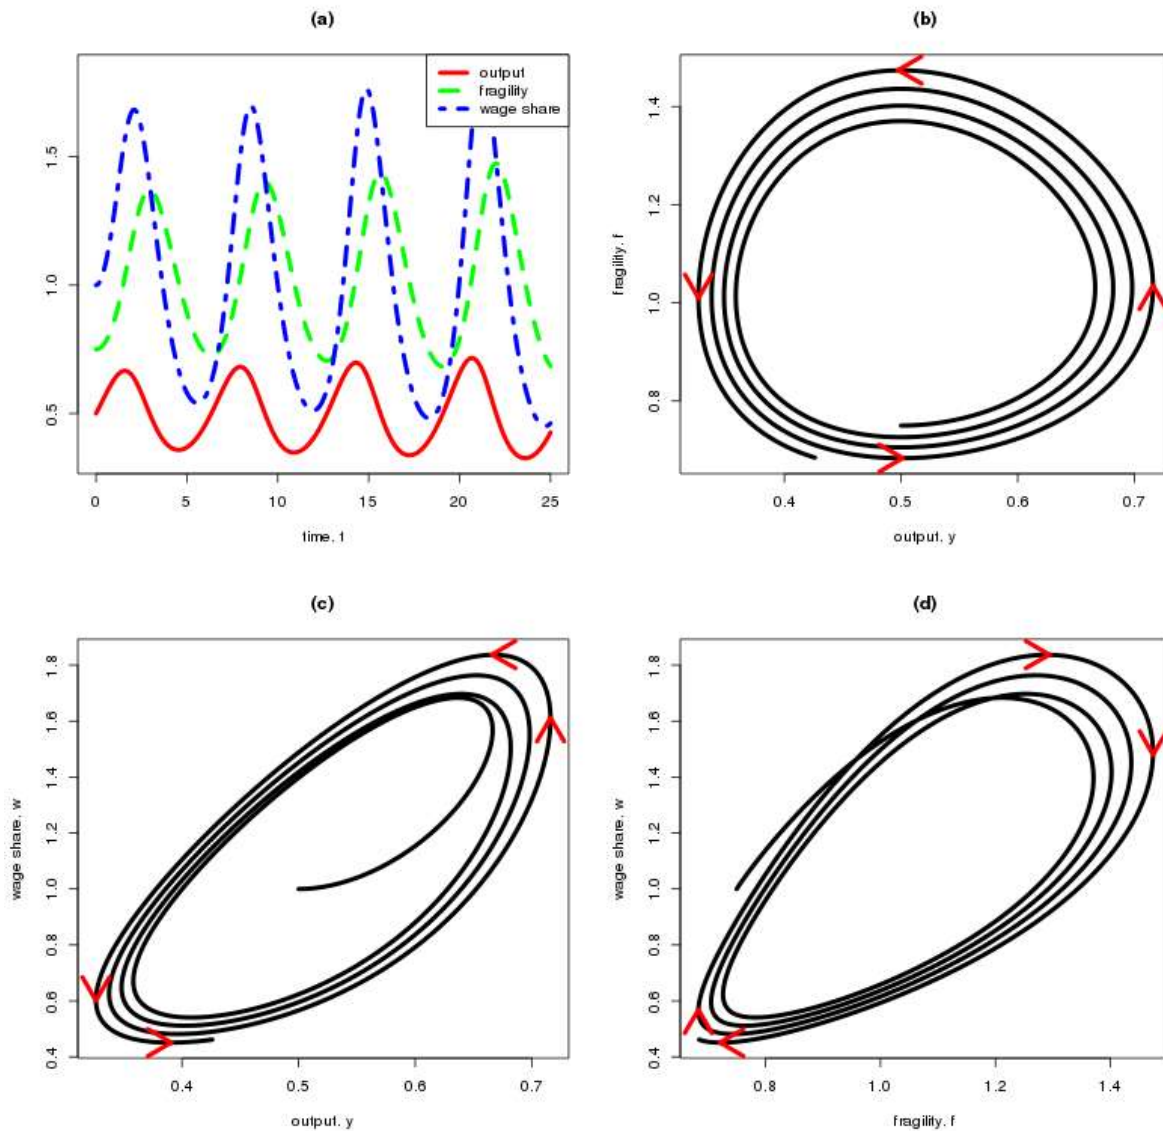 (a)
output
fragility
wage share
0.5
1.0
1.5
0
5
10
15
20
25
time, t
(b)
fragility, f
0.8
1.0
1.2
1.4
0.4
0.5
0.6
0.7
output, y
(c)
wage share, w
0.4
0.6
0.8
1.0
1.2
1.4
1.6
1.8
0.4
0.5
0.6
0.7
output, y
(d)
wage share, w
0.4
0.6
0.8
1.0
1.2
1.4
1.6
1.8
0.8
1.0
1.2
1.4
fragility, f